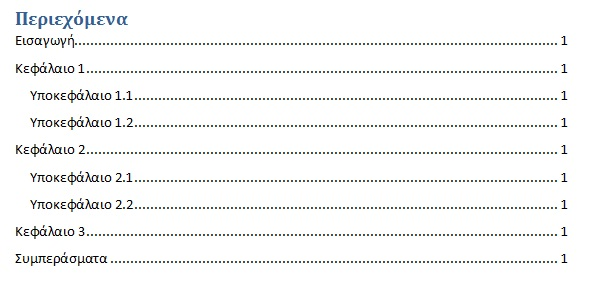 Περιεχόμενα
Εισαγωγή.......................................................................................................................... 1
Κεφάλαιο 1....................................................................................................................... 1
Υποκεφάλαιο 1.1........................................................................................................... 1
Υποκεφάλαιο 1.2........................................................................................................... 1
Κεφάλαιο 2....................................................................................................................... 1
Υποκεφάλαιο 2.1........................................................................................................... 1
Υποκεφάλαιο 2.2........................................................................................................... 1
Κεφάλαιο 3....................................................................................................................... 1
Συμπεράσματα ................................................................................................................. 1